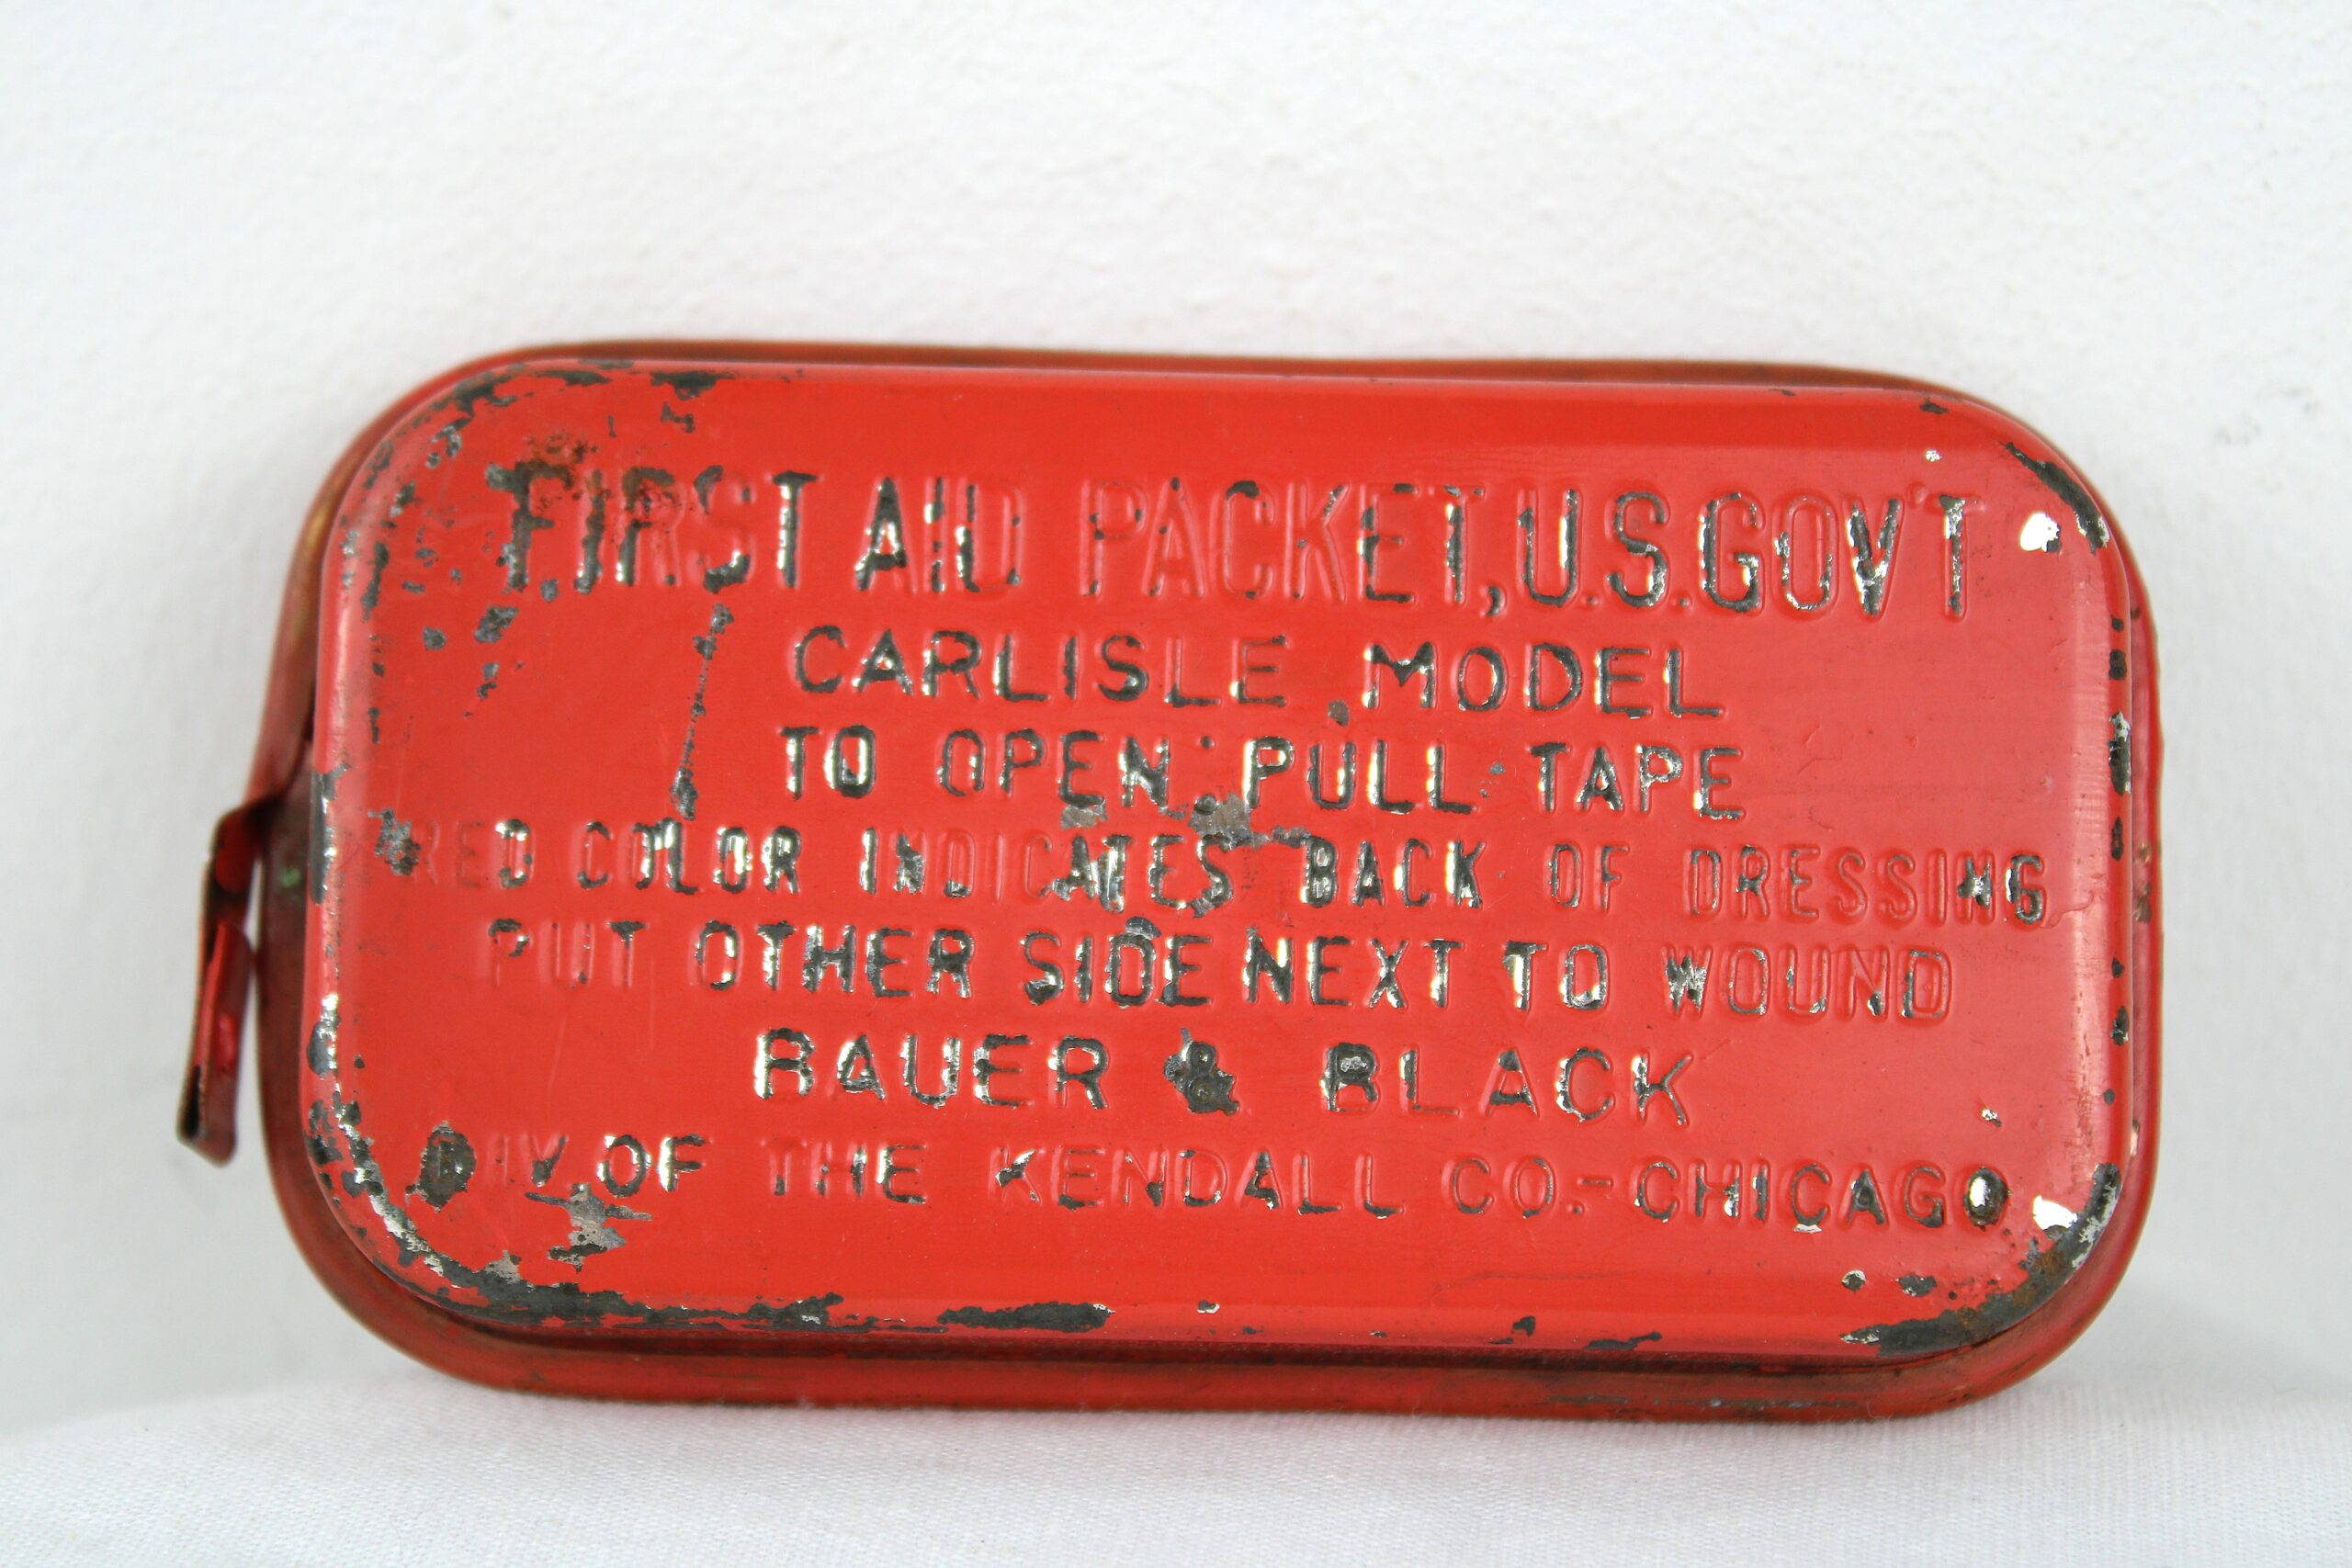 FIRST AID PACKET, U.S. GOV'T
CARLISLE MODEL
TO OPEN PULL TAPE
RED COLOR INDICATES BACK OF DRESSING
PUT OTHER SIDE NEXT TO WOUND
BAUER & BLACK
DIV. OF THE KENDALL CO.-CHICAGO